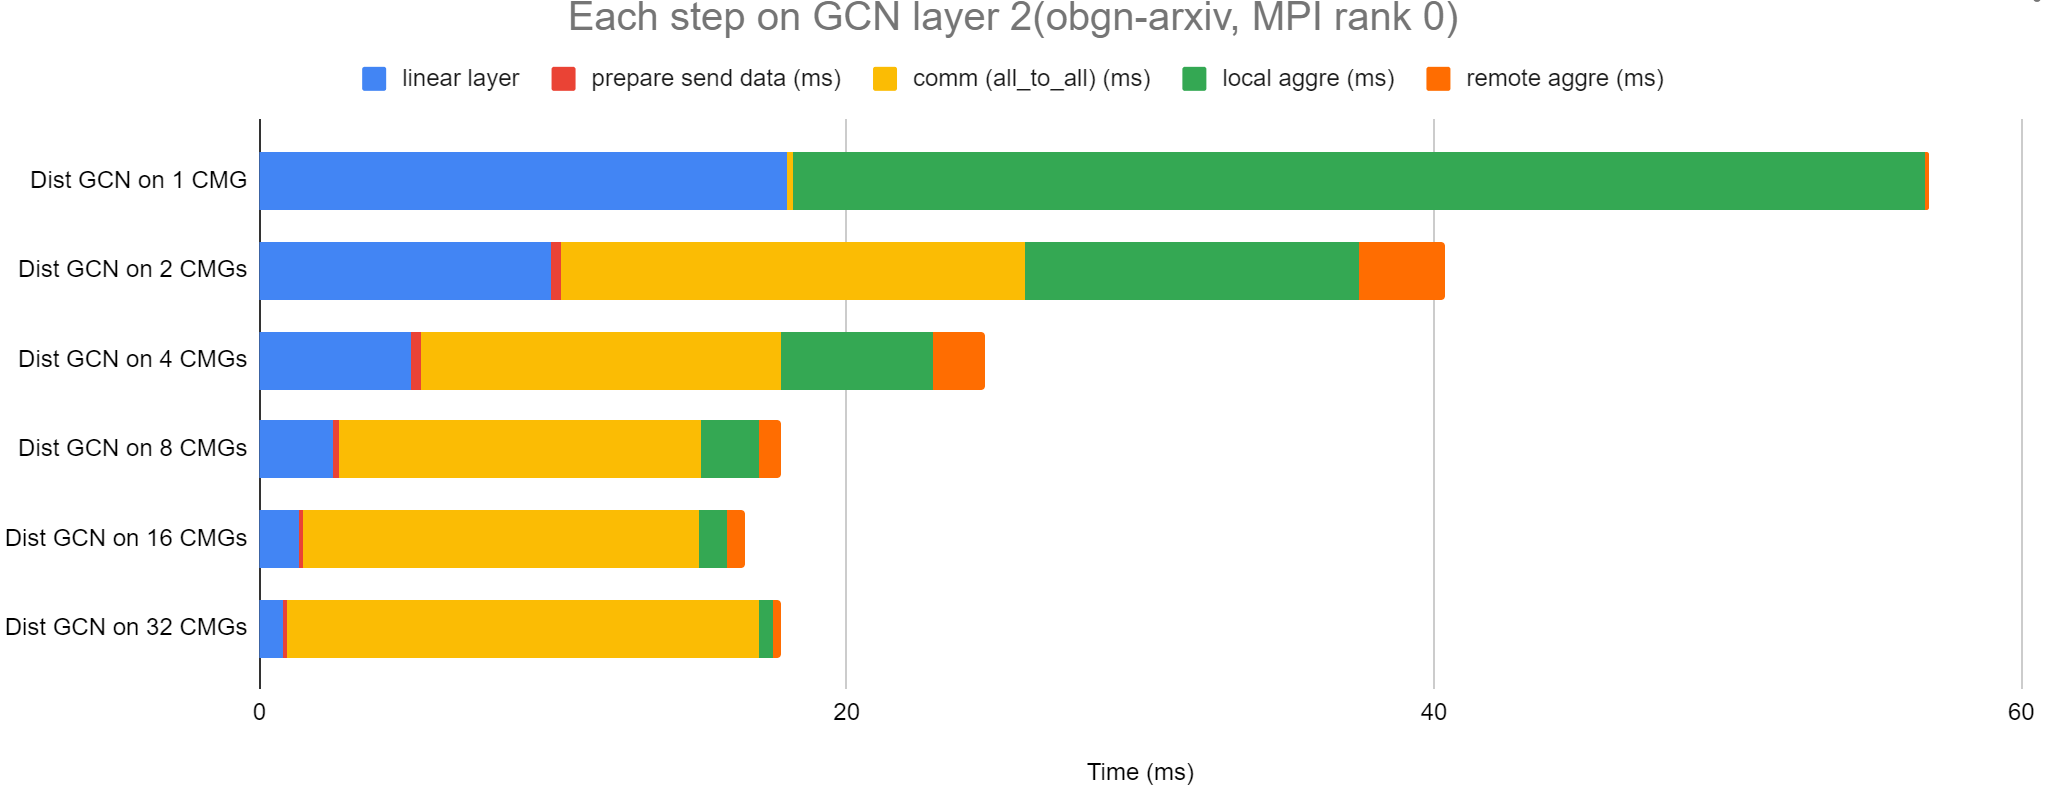 Each step on GCN layer 2(obgn-arxiv, MPI rank 0)
linear layer prepare send data (ms) comm (all_to_all) (ms) local aggre (ms) remote aggre (ms)
Dist GCN on 1 CMG
Dist GCN on 2 CMGs
Dist GCN on 4 CMGs
Dist GCN on 8 CMGs
Dist GCN on 16 CMGs
Dist GCN on 32 CMGs
0 20 40 60
Time (ms)